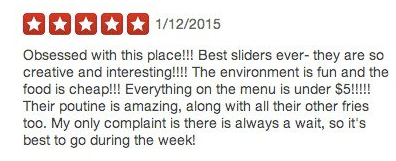 1/12/2015
Obsessed with this place!!! Best sliders ever- they are so
creative and interesting!!!! The environment is fun and the
food is cheap!!! Everything on the menu is under $5!!!!!
Their poutine is amazing, along with all their other fries
too. My only complaint is there is always a wait, so it's
best to go during the week!